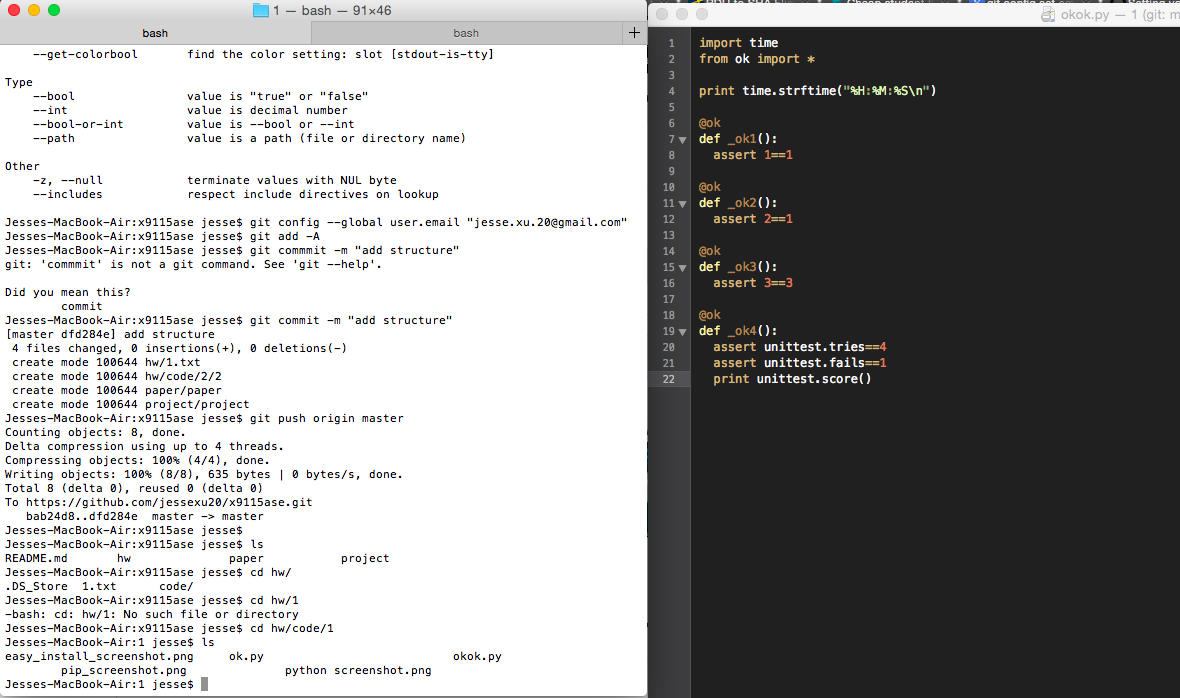 1 — bash — 91×46
bash
bash
+
--get-colorbool find the color setting: slot [stdout-is-tty]
Type
--bool value is "true" or "false"
--int value is decimal number
--bool-or-int value is --bool or --int
--path value is a path (file or directory name)
Other
-z, --null terminate values with NUL byte
--includes respect include directives on lookup
Jesses-MacBook-Air:x9115ase jesse$ git config --global user.email "jesse.xu.20@gmail.com"
Jesses-MacBook-Air:x9115ase jesse$ git add -A
Jesses-MacBook-Air:x9115ase jesse$ git commmit -m "add structure"
git: 'commmit' is not a git command. See 'git --help'.
Did you mean this?
commit
Jesses-MacBook-Air:x9115ase jesse$ git commit -m "add structure"
[master dfd284e] add structure
4 files changed, 0 insertions(+), 0 deletions(-)
create mode 100644 hw/1.txt
create mode 100644 hw/code/2/2
create mode 100644 paper/paper
create mode 100644 project/project
Jesses-MacBook-Air:x9115ase jesse$ git push origin master
Counting objects: 8, done.
Delta compression using up to 4 threads.
Compressing objects: 100% (4/4), done.
Writing objects: 100% (8/8), 635 bytes | 0 bytes/s, done.
Total 8 (delta 0), reused 0 (delta 0)
To https://github.com/jessexu20/x9115ase.git
bab24d8..dfd284e master -> master
Jesses-MacBook-Air:x9115ase jesse$
Jesses-MacBook-Air:x9115ase jesse$ ls
README.md hw paper project
Jesses-MacBook-Air:x9115ase jesse$ cd hw/
.DS_Store 1.txt code/
Jesses-MacBook-Air:x9115ase jesse$ cd hw/1
-bash: cd: hw/1: No such file or directory
Jesses-MacBook-Air:x9115ase jesse$ cd hw/code/1
Jesses-MacBook-Air:1 jesse$ ls
easy_install_screenshot.png ok.py okok.py
pip_screenshot.png python screenshot.png
Jesses-MacBook-Air:1 jesse$
okok.py — 1 (git: m
1 import time
2 from ok import *
3
4 print time.strftime("%H:%M:%S\n")
5
6 @ok
7 def _ok1():
8 assert 1==1
9
10 @ok
11 def _ok2():
12 assert 2==1
13
14 @ok
15 def _ok3():
16 assert 3==3
17
18 @ok
19 def _ok4():
20 assert unittest.tries==4
21 assert unittest.fails==1
22 print unittest.score()